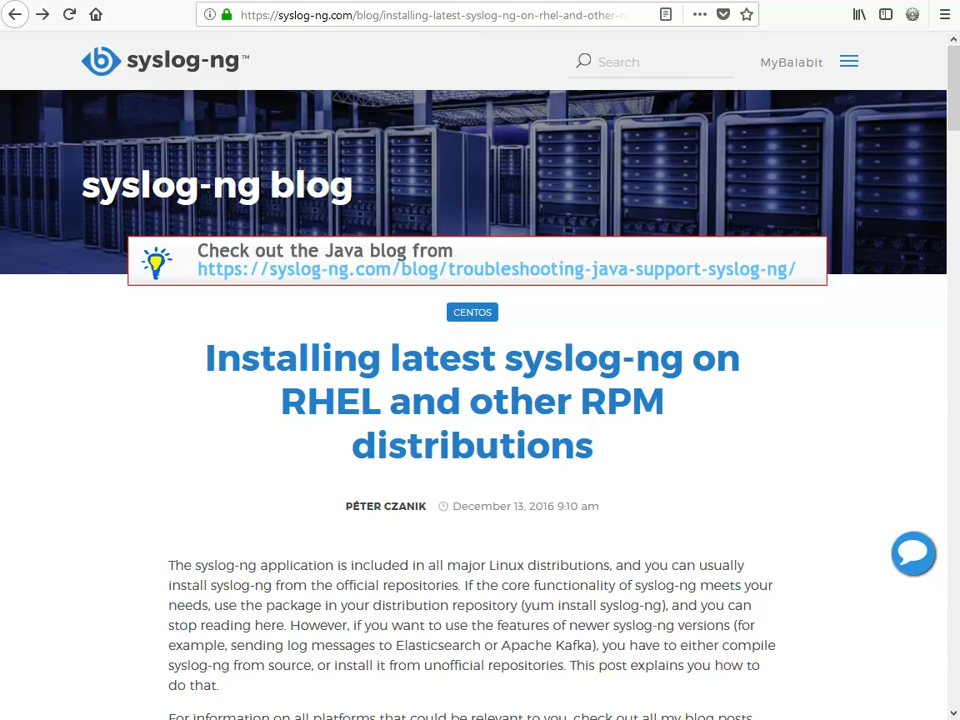 https://syslog-ng.com/blog/installing-latest-syslog-ng-on-rhel-and-other-r
syslog-ng™
Search
MyBalabit
syslog-ng blog
Check out the Java blog from
https://syslog-ng.com/blog/troubleshooting-java-support-syslog-ng/
CENTOS
Installing latest syslog-ng on
RHEL and other RPM
distributions
PÉTER CZANIK December 13, 2016 9:10 am
The syslog-ng application is included in all major Linux distributions, and you can usually
install syslog-ng from the official repositories. If the core functionality of syslog-ng meets your
needs, use the package in your distribution repository (yum install syslog-ng), and you can
stop reading here. However, if you want to use the features of newer syslog-ng versions (for
example, sending log messages to Elasticsearch or Apache Kafka), you have to either compile
syslog-ng from source, or install it from unofficial repositories. This post explains you how to
do that.
For information on all platforms that could be relevant to you, check out all my blog posts